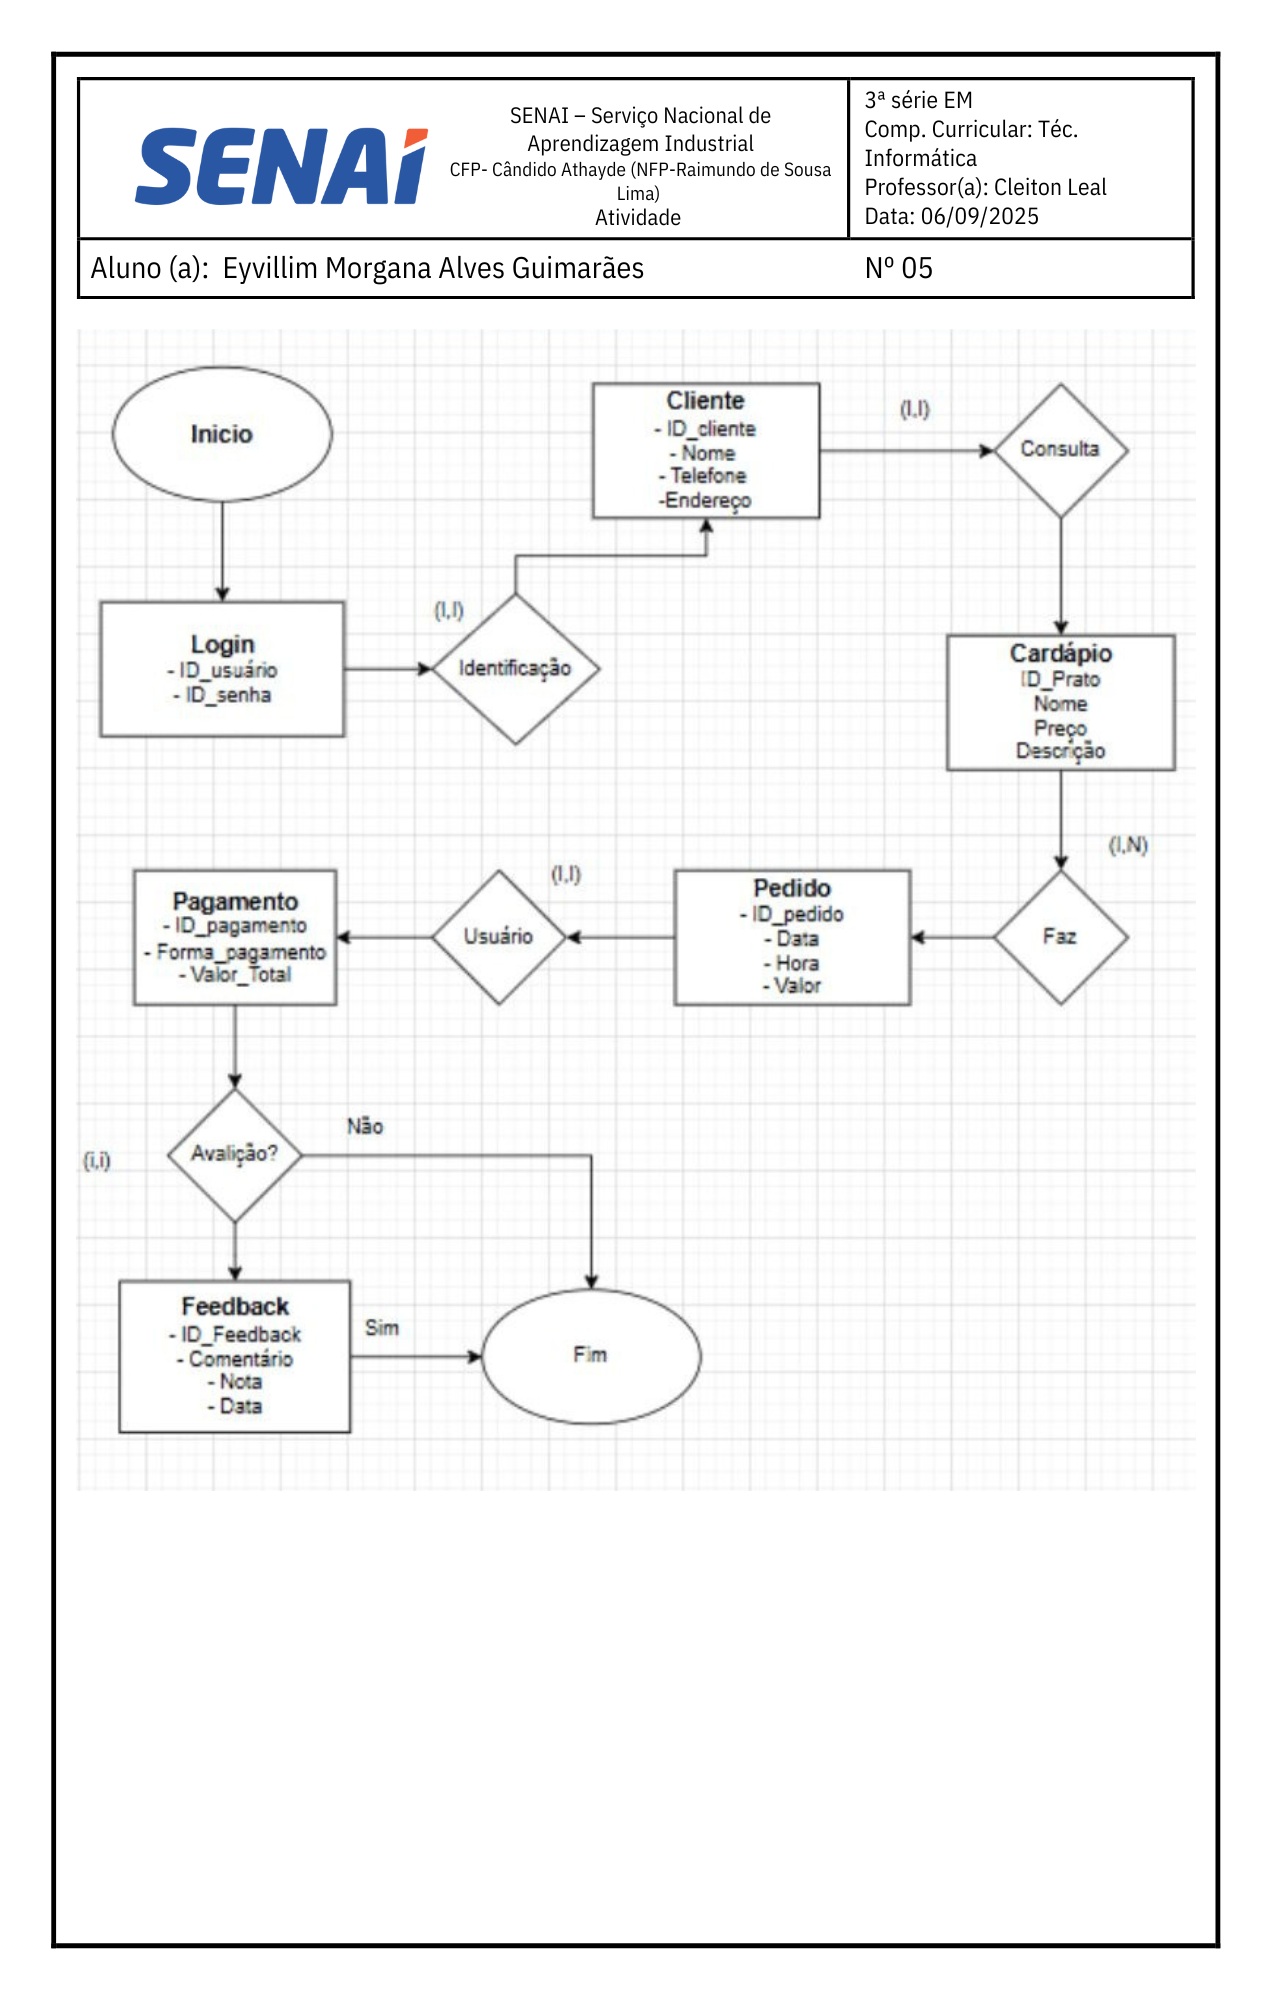 SENAI
SENAI – Serviço Nacional de
Aprendizagem Industrial
CFP- Cândido Athayde (NFP-Raimundo de Sousa
Lima)
Atividade
3ª série EM
Comp. Curricular: Téc.
Informática
Professor(a): Cleiton Leal
Data: 06/09/2025
Aluno (a): Eyvillim Morgana Alves Guimarães
Nº 05
Inicio
Cliente
- ID_cliente
- Nome
- Telefone
-Endereço
(I,I)
Consulta
Login
- ID_usuário
- ID_senha
(I,I)
Identificação
Cardápio
ID_Prato
Nome
Preço
Descrição
(I,N)
Faz
Pedido
- ID_pedido
- Data
- Hora
- Valor
(I,I)
Usuário
Pagamento
- ID_pagamento
- Forma_pagamento
- Valor_Total
(i,i)
Avalição?
Não
Feedback
- ID_Feedback
- Comentário
- Nota
- Data
Sim
Fim